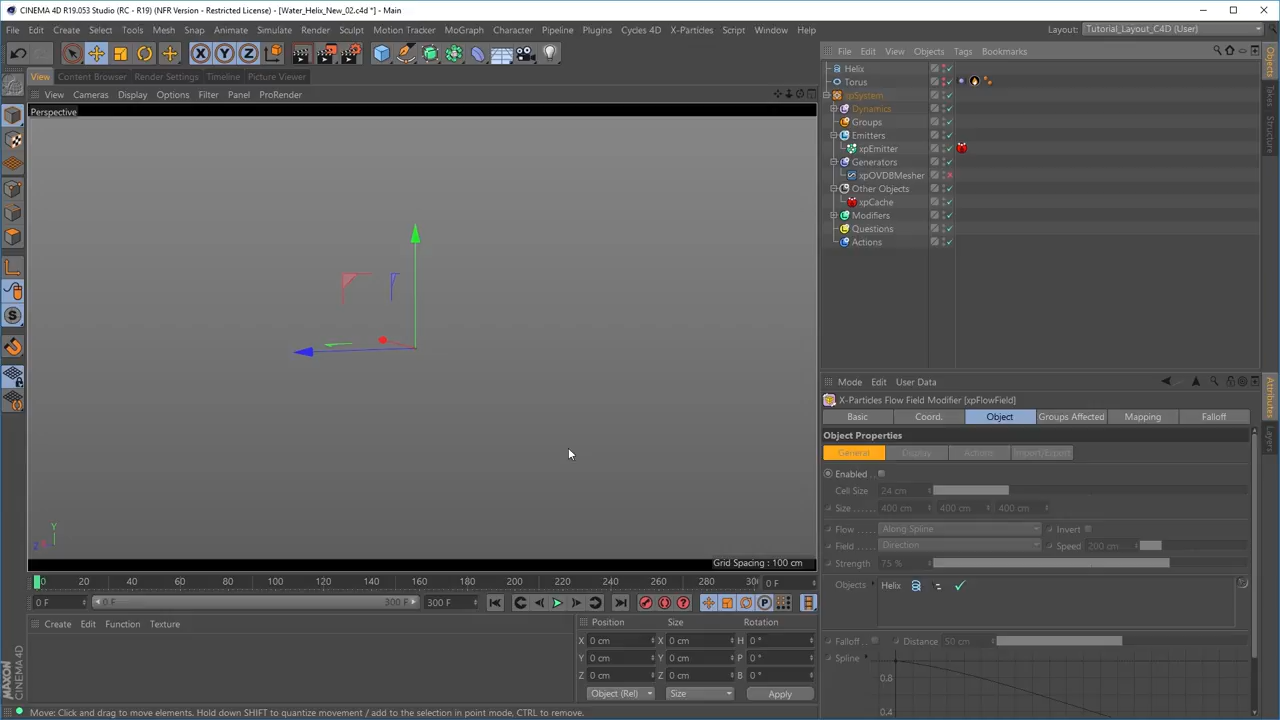 CINEMA 4D R19.053 Studio (RC - R19) (NFR Version - Restricted License) - [Water_Helix_New_02.c4d *] - Main
File Edit Create Select Tools Mesh Snap Animate Simulate Render Sculpt Motion Tracker MoGraph Character Pipeline Plugins Cycles 4D X-Particles Script Window Help
Layout: Tutorial_Layout_C4D (User)
X Y Z
File Edit View Objects Tags Bookmarks
View Content Browser Render Settings Timeline Picture Viewer
View Cameras Display Options Filter Panel ProRender
Perspective
Helix
Torus
xpSystem
Dynamics
Groups
Emitters
xpEmitter
Generators
xpOVDBMesher
Other Objects
xpCache
Modifiers
Questions
Actions
Objects
Takes
Structure
Attributes
Layers
Mode Edit User Data
X-Particles Flow Field Modifier [xpFlowField]
Basic Coord. Object Groups Affected Mapping Falloff
Object Properties
General Display Actions Import/Export
Enabled
Cell Size 24 cm
Size 400 cm 400 cm 400 cm
Flow Along Spline Invert
Field Direction Speed 200 cm
Strength 75 %
Objects Helix
Falloff Distance 50 cm
Spline
0.8
0.4
Y
Z
Grid Spacing : 100 cm
0 20 40 60 80 100 120 140 160 180 200 220 240 260 280 30 0 F
0 F 0 F 300 F 300 F
P
Create Edit Function Texture
Position Size Rotation
X 0 cm X 0 cm H 0 °
Y 0 cm Y 0 cm P 0 °
Z 0 cm Z 0 cm B 0 °
Object (Rel) Size Apply
MAXON
CINEMA 4D
Move: Click and drag to move elements. Hold down SHIFT to quantize movement / add to the selection in point mode, CTRL to remove.